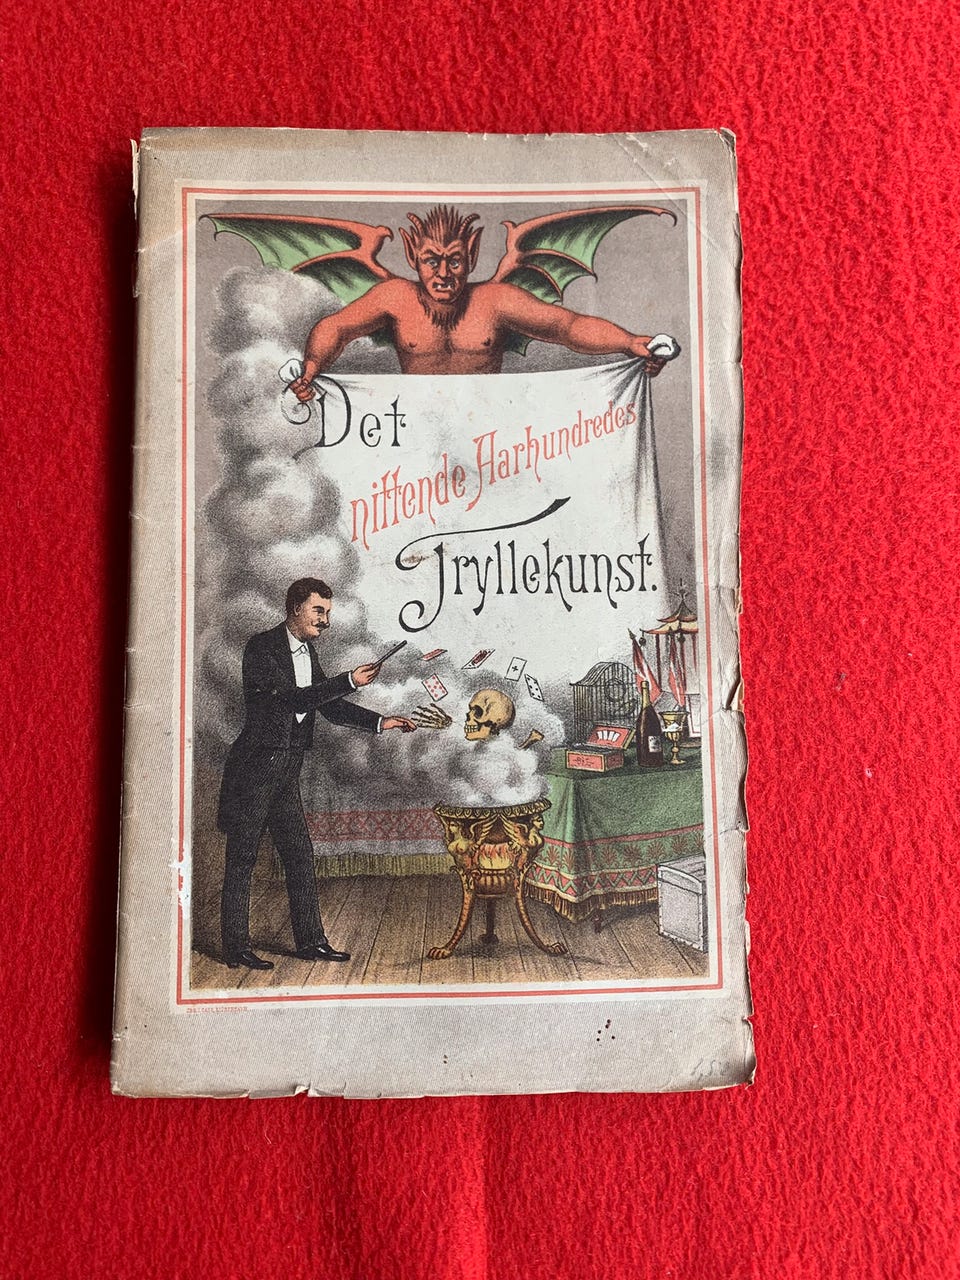 Det
nittende Aarhundredes
Tryllekunst.